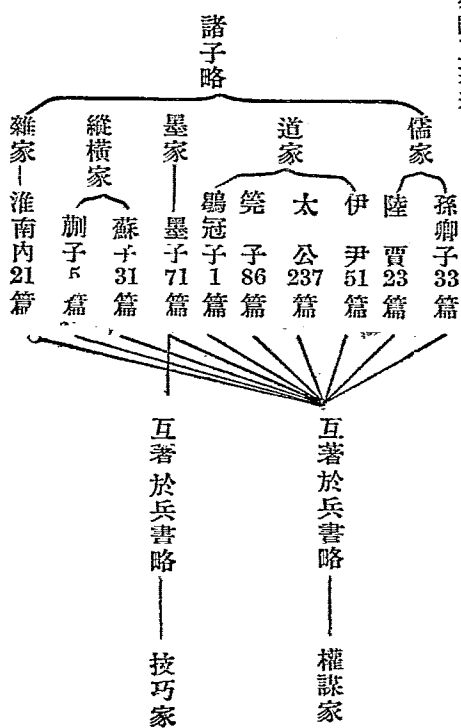 諸子略
儒家
孫卿子33篇
陸賈23篇
道家
伊尹51篇
太公237篇
筦子86篇
鶡冠子1篇
墨家
墨子71篇
縱橫家
蘇子31篇
蒯子5篇
雜家
淮南內21篇
互著於兵書略
權謀家
互著於兵書略
技巧家